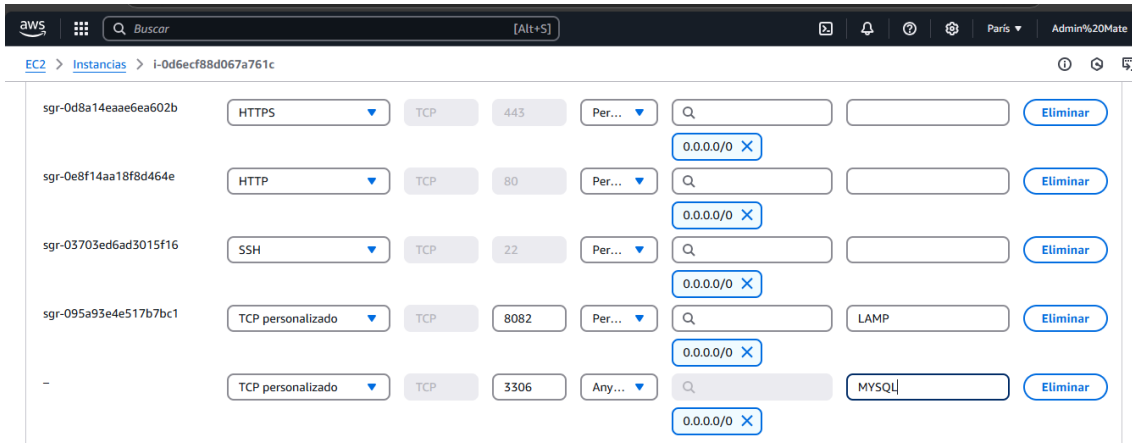 aws Buscar [Alt+S] París Admin%20Mate
EC2 > Instancias > i-0d6ecf88d067a761c
sgr-0d8a14eaae6ea602b HTTPS TCP 443 Per... Eliminar
0.0.0.0/0
sgr-0e8f14aa18f8d464e HTTP TCP 80 Per... Eliminar
0.0.0.0/0
sgr-03703ed6ad3015f16 SSH TCP 22 Per... Eliminar
0.0.0.0/0
sgr-095a93e4e517b7bc1 TCP personalizado TCP 8082 Per... LAMP Eliminar
0.0.0.0/0
– TCP personalizado TCP 3306 Any... MYSQL Eliminar
0.0.0.0/0